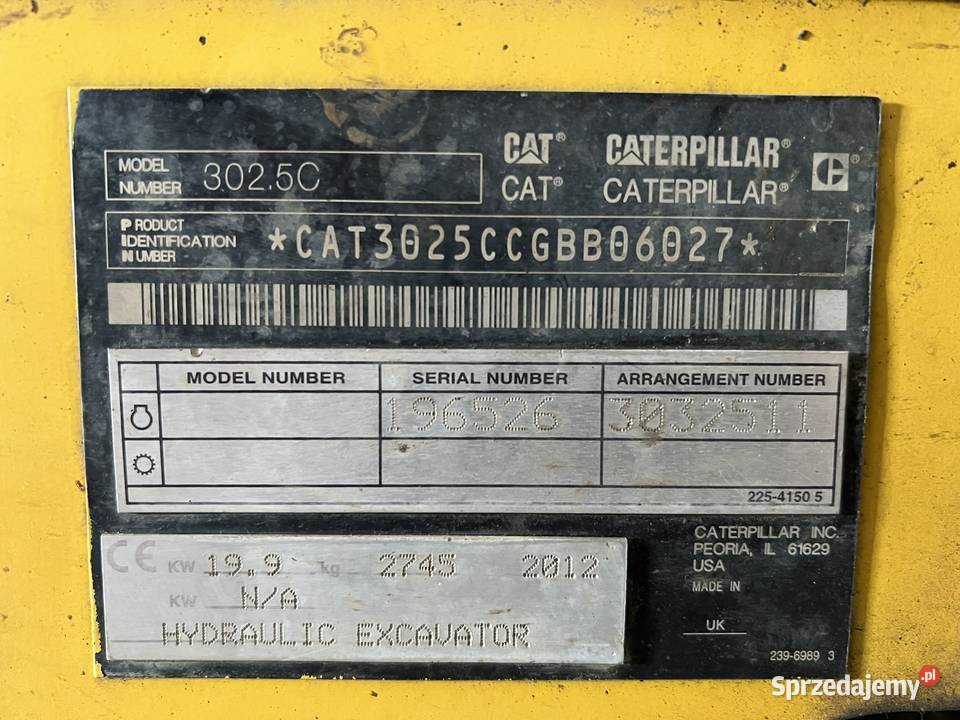 MODEL NUMBER 302.5C
CAT® CATERPILLAR®
CAT® CATERPILLAR®
PRODUCT IDENTIFICATION NUMBER *CAT3025CCGBB06027*
MODEL NUMBER SERIAL NUMBER ARRANGEMENT NUMBER
196526 3032511
225-4150 5
CE KW 19.9 kg 2745 2012
KW N/A
HYDRAULIC EXCAVATOR
CATERPILLAR INC.
PEORIA, IL 61629
USA
MADE IN
UK
239-6989 3
Sprzedajemy.pl